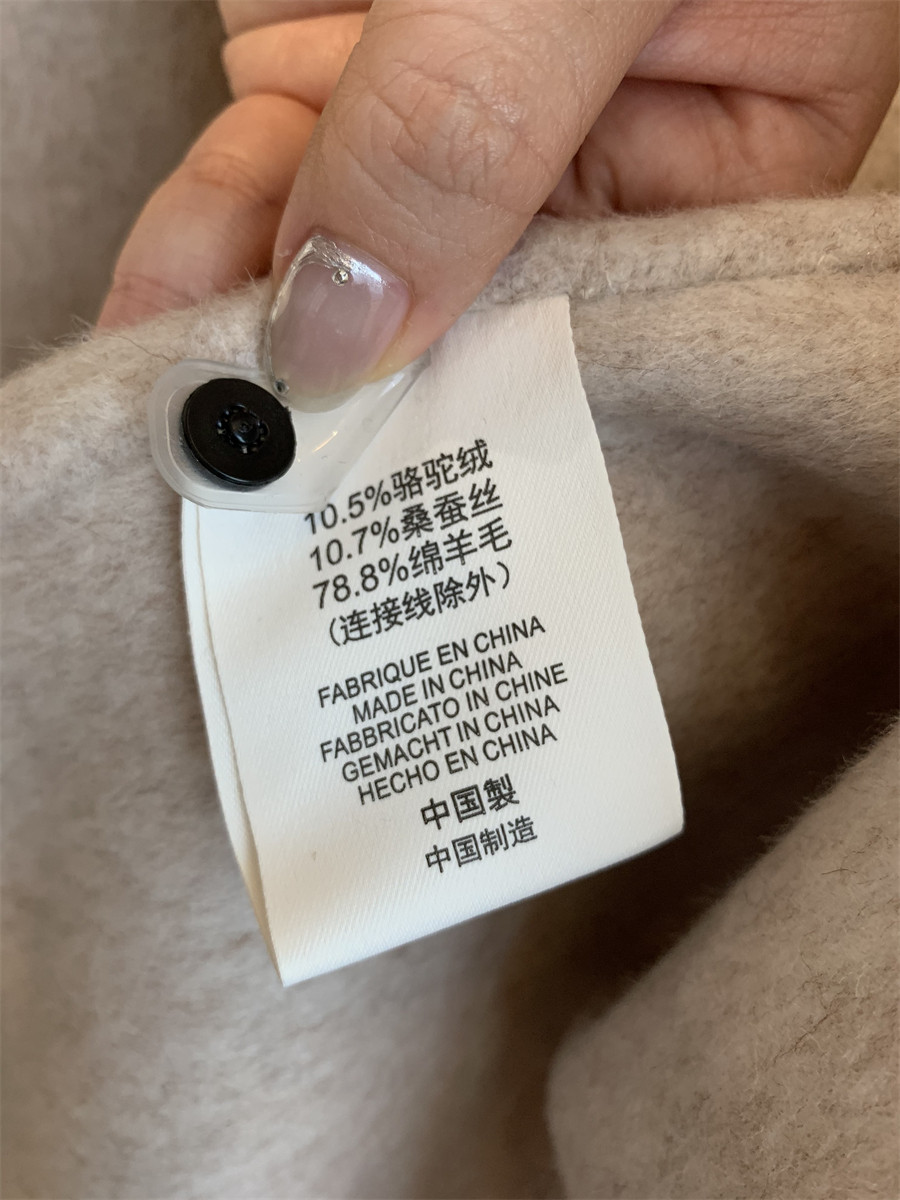 10.5%骆驼绒
10.7%桑蚕丝
78.8%绵羊毛
(连接线除外)
FABRIQUE EN CHINA
MADE IN CHINA
FABBRICATO IN CHINE
GEMACHT IN CHINA
HECHO EN CHINA
中国製
中国制造